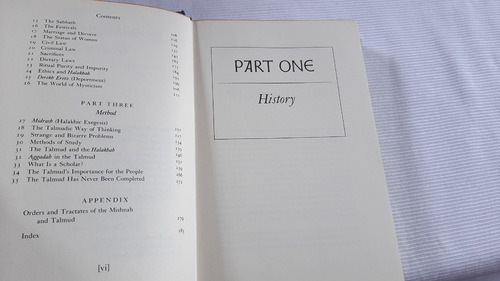 Contents
15 The Sabbath
16 The Festivals
17 Marriage and Divorce
18 The Status of Women
19 Civil Law
20 Criminal Law
21 Sacrifices
22 Dietary Laws
23 Ritual Purity and Impurity
24 Ethics and Halakhah
25 Derekh Eretz (Deportment)
26 The World of Mysticism
PART THREE
Method
27 Midrash (Halakhic Exegesis)
28 The Talmudic Way of Thinking
29 Strange and Bizarre Problems
30 Methods of Study
31 The Talmud and the Halakhah
32 Aggadah in the Talmud
33 What Is a Scholar?
34 The Talmud's Importance for the People
35 The Talmud Has Never Been Completed
APPENDIX
Orders and Tractates of the Mishnah
and Talmud 279
Index
[vi]
PART ONE
History